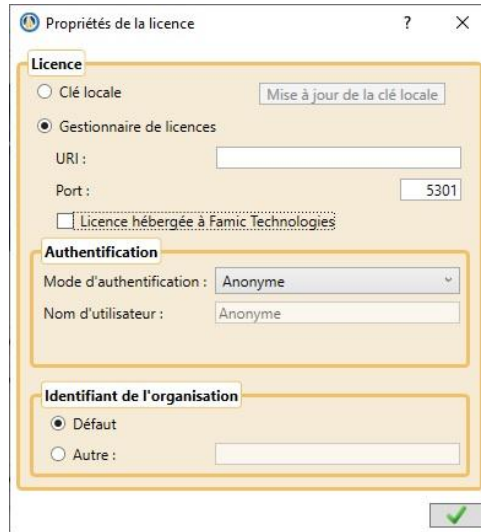 Propriétés de la licence ?
Licence
Clé locale Mise à jour de la clé locale
Gestionnaire de licences
URI :
Port : 5301
Licence hébergée à Famic Technologies
Authentification
Mode d'authentification : Anonyme
Nom d'utilisateur : Anonyme
Identifiant de l'organisation
Défaut
Autre :